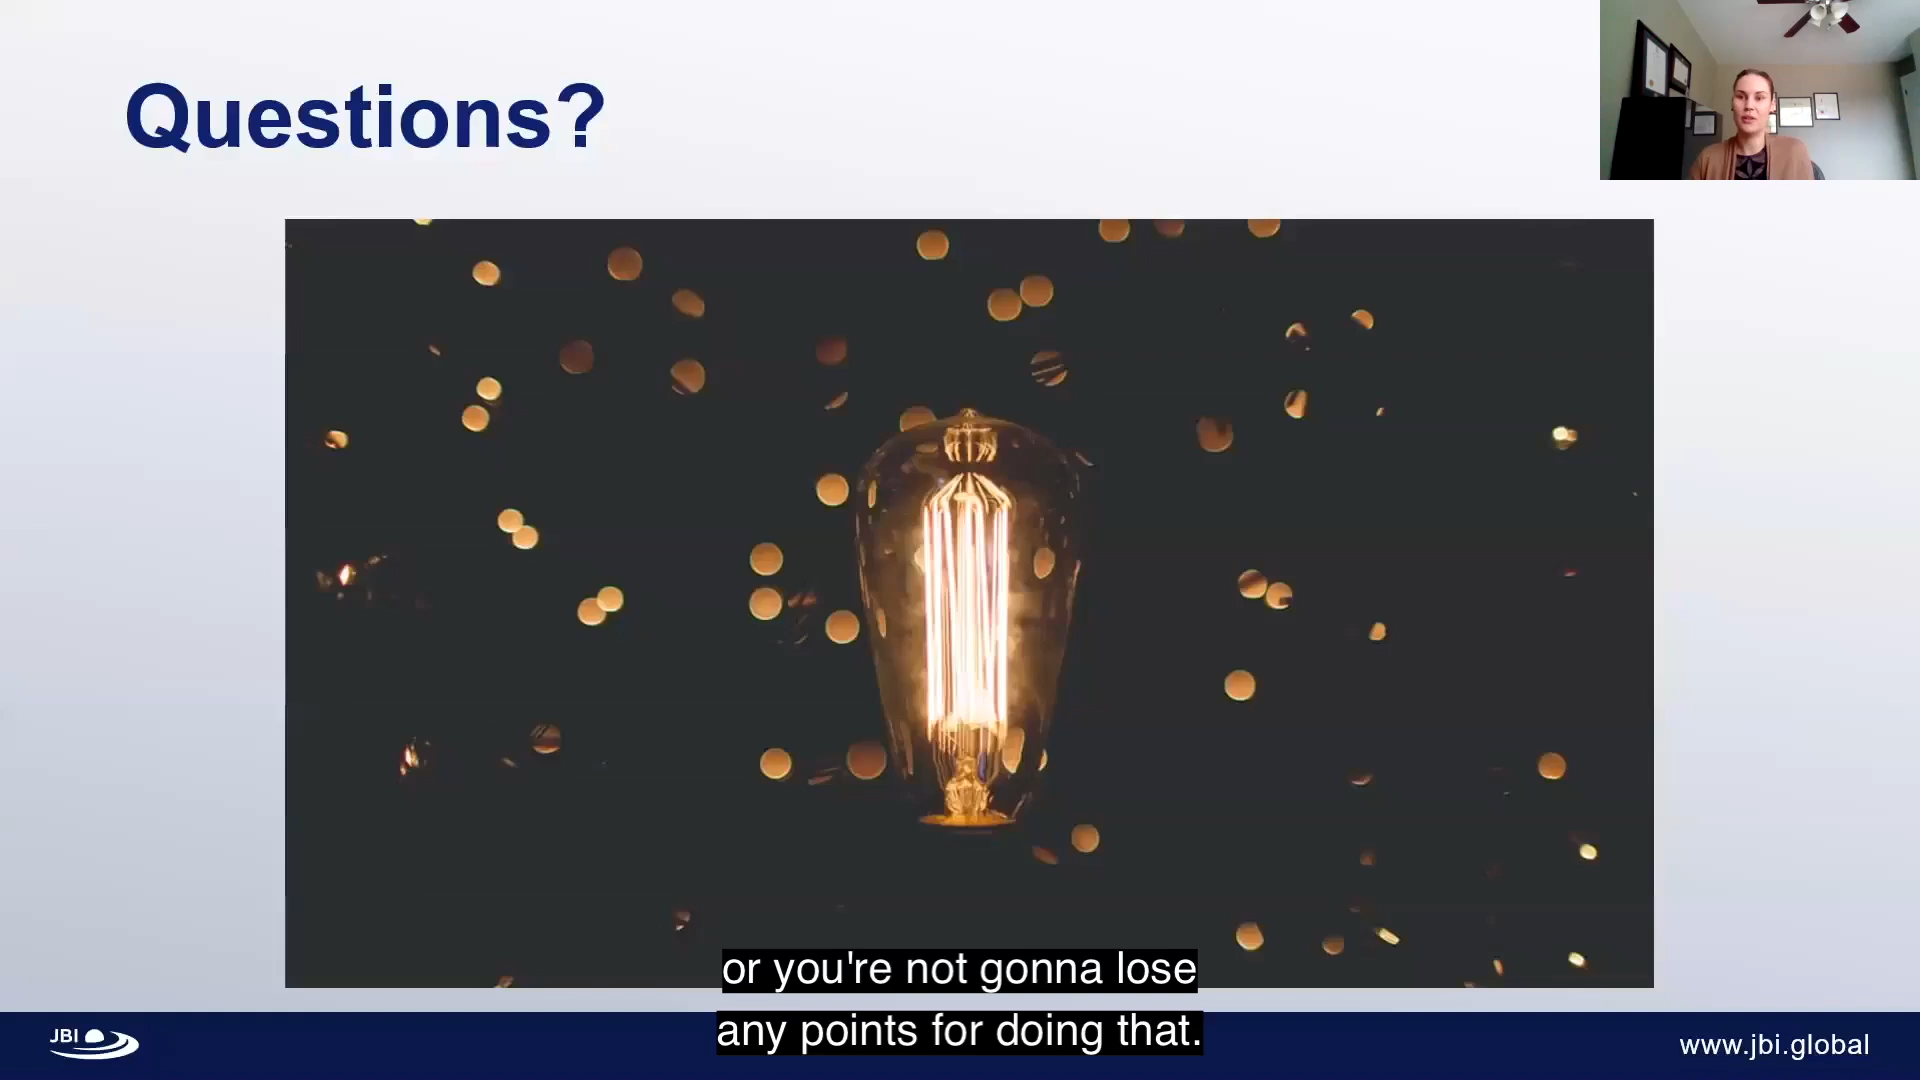 Questions?
or you're not gonna lose
any points for doing that.
JBI
www.jbi.global